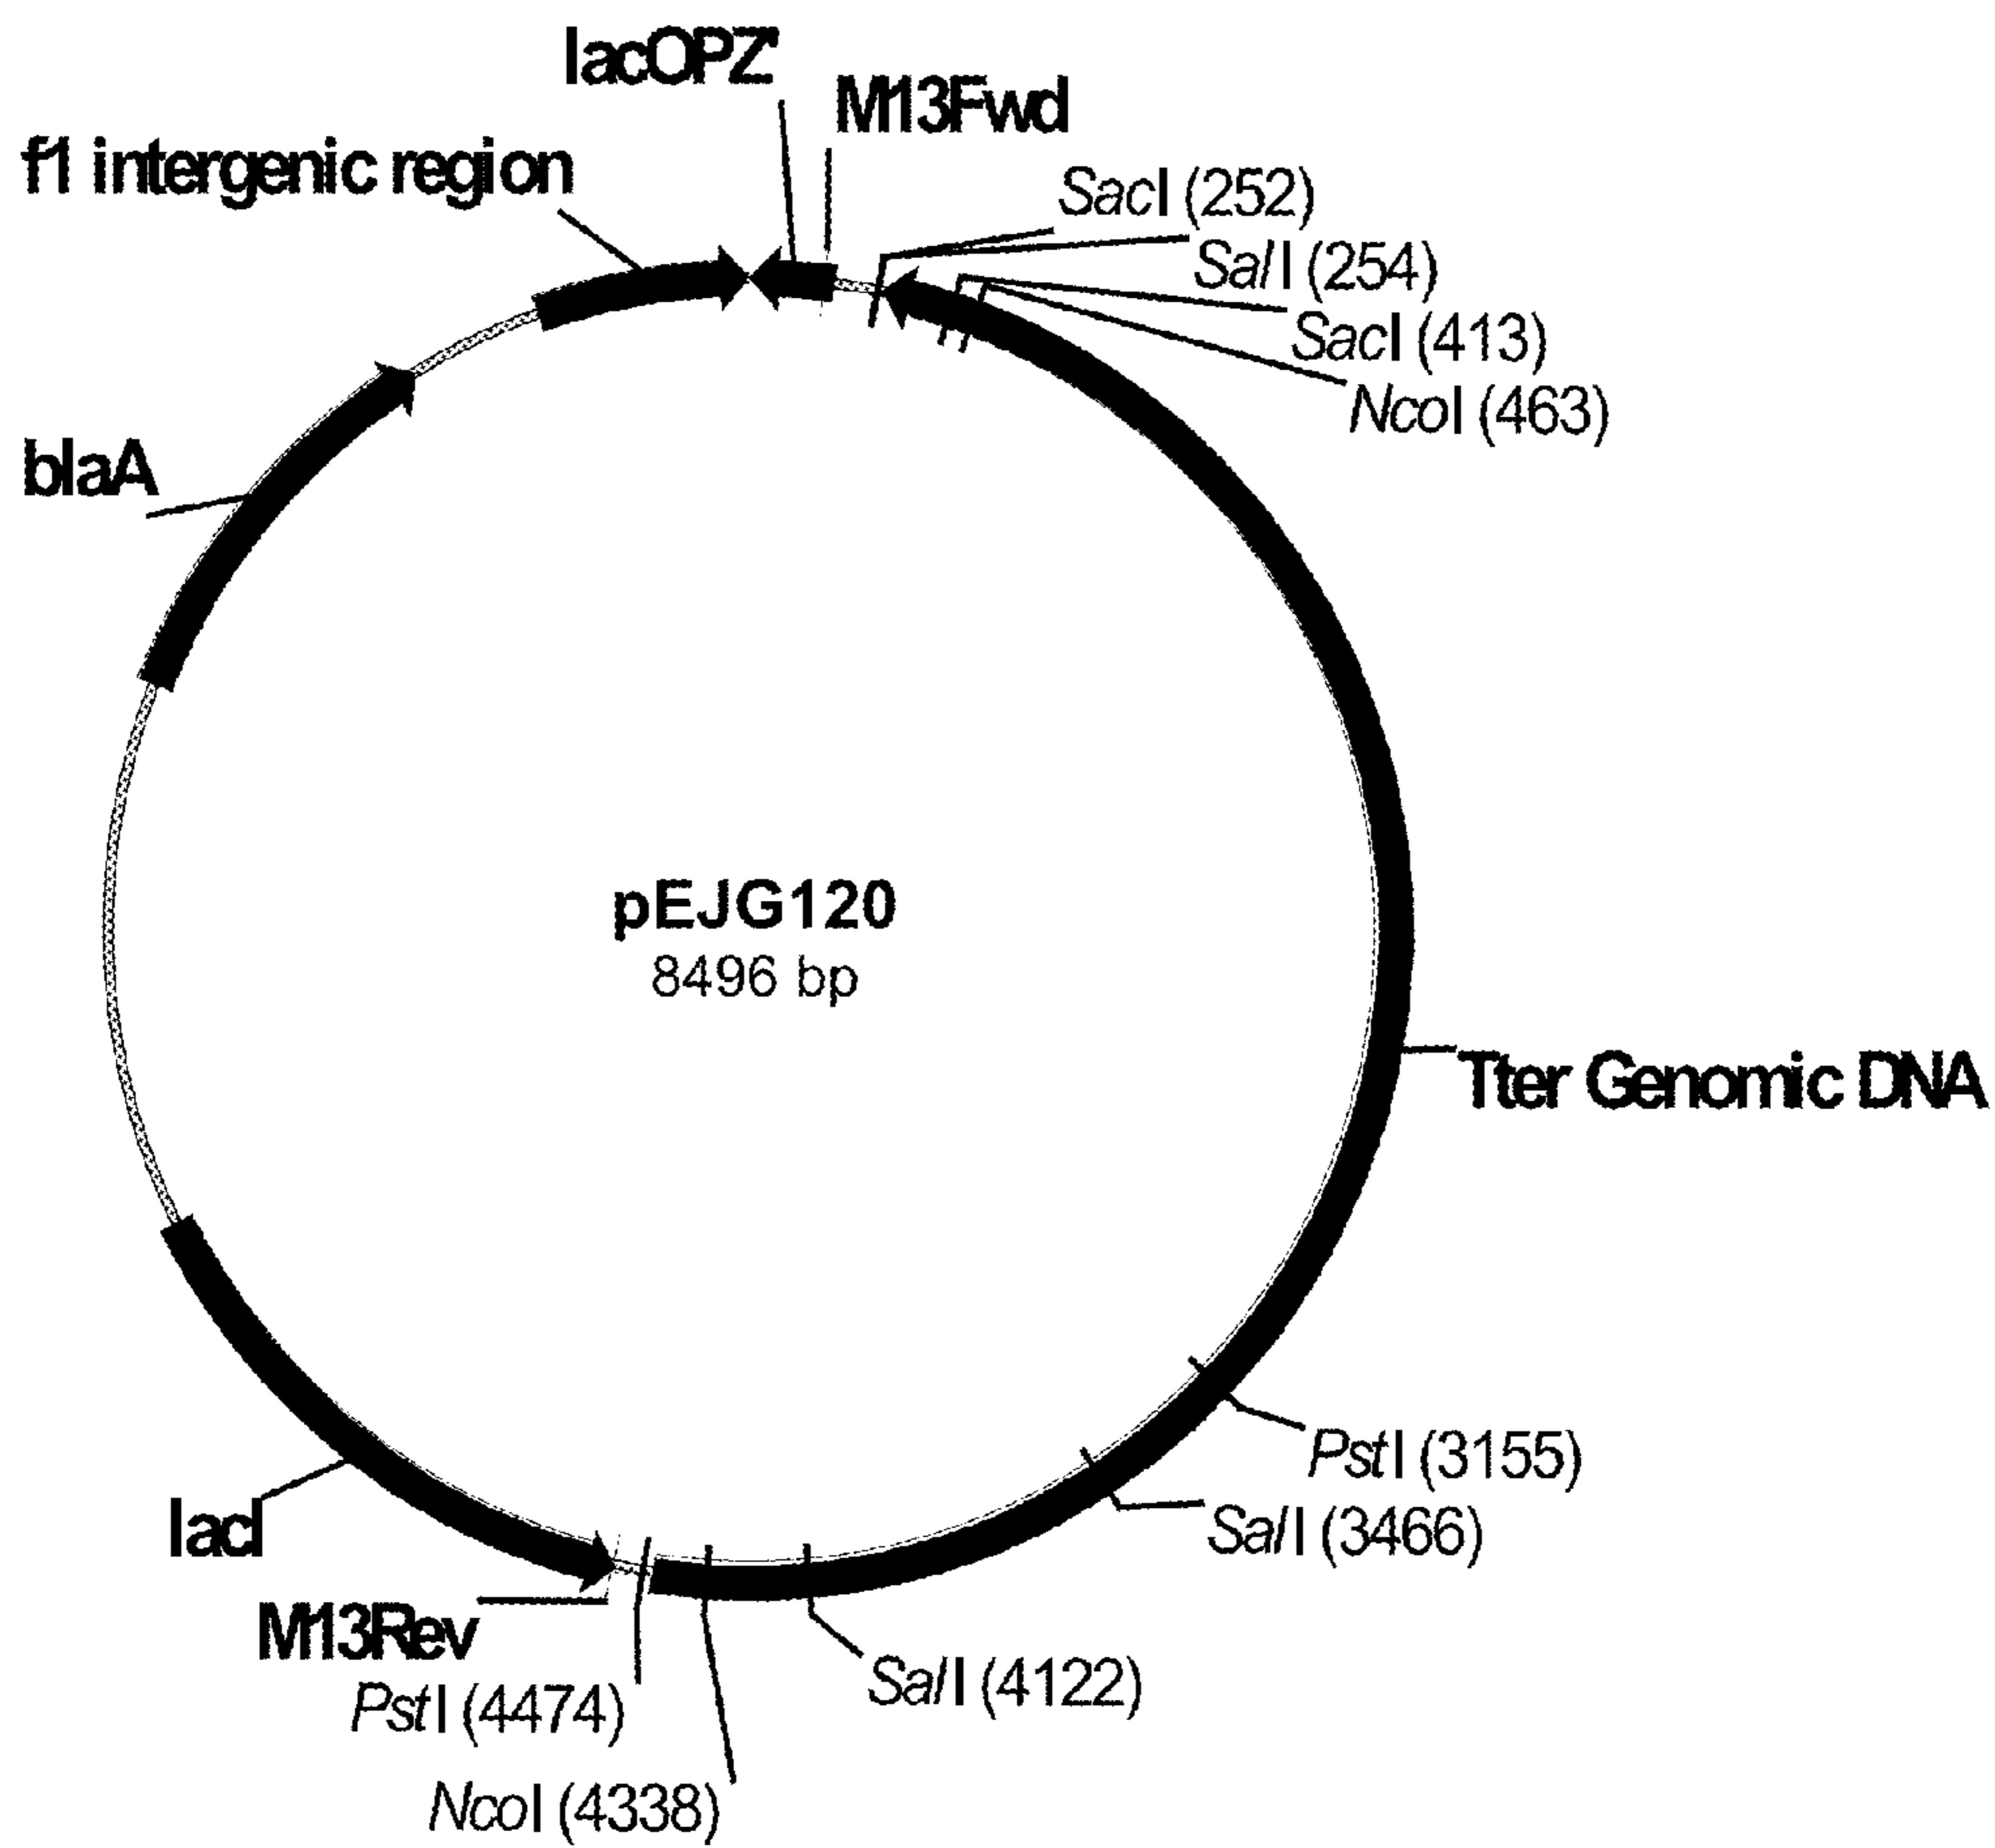 lacOPZ
M13Fwd
f1 intergenic region
SacI (252)
SalI (254)
SacI (413)
NcoI (463)
blaA
pEJG120
8496 bp
Tter Genomic DNA
PstI (3155)
SalI (3466)
lacI
M13Rev
SalI (4122)
PstI (4474)
NcoI (4338)